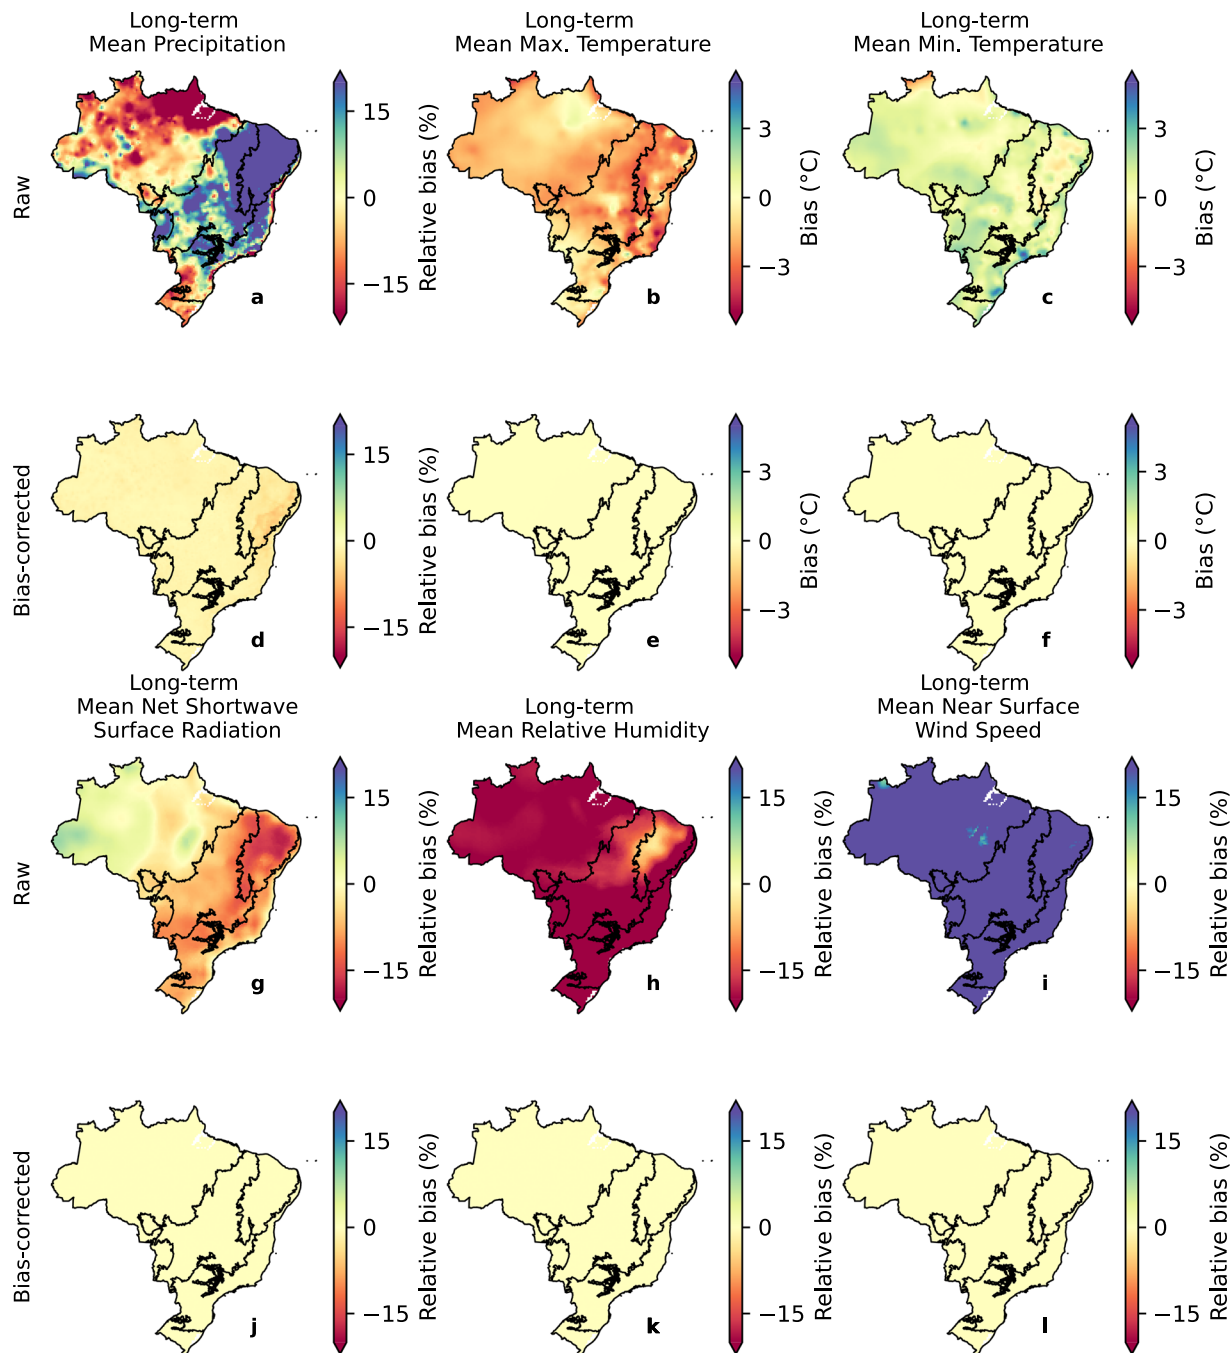 Long-term
Mean Precipitation
Long-term
Mean Max. Temperature
Long-term
Mean Min. Temperature
Raw
15
0
−15
Relative bias (%)
a
3
0
−3
Bias (°C)
b
3
0
−3
Bias (°C)
c
Bias-corrected
15
0
−15
Relative bias (%)
d
3
0
−3
Bias (°C)
e
3
0
−3
Bias (°C)
f
Long-term
Mean Net Shortwave
Surface Radiation
Long-term
Mean Relative Humidity
Long-term
Mean Near Surface
Wind Speed
Raw
15
0
−15
Relative bias (%)
g
15
0
−15
Relative bias (%)
h
15
0
−15
Relative bias (%)
i
Bias-corrected
15
0
−15
Relative bias (%)
j
15
0
−15
Relative bias (%)
k
15
0
−15
Relative bias (%)
l